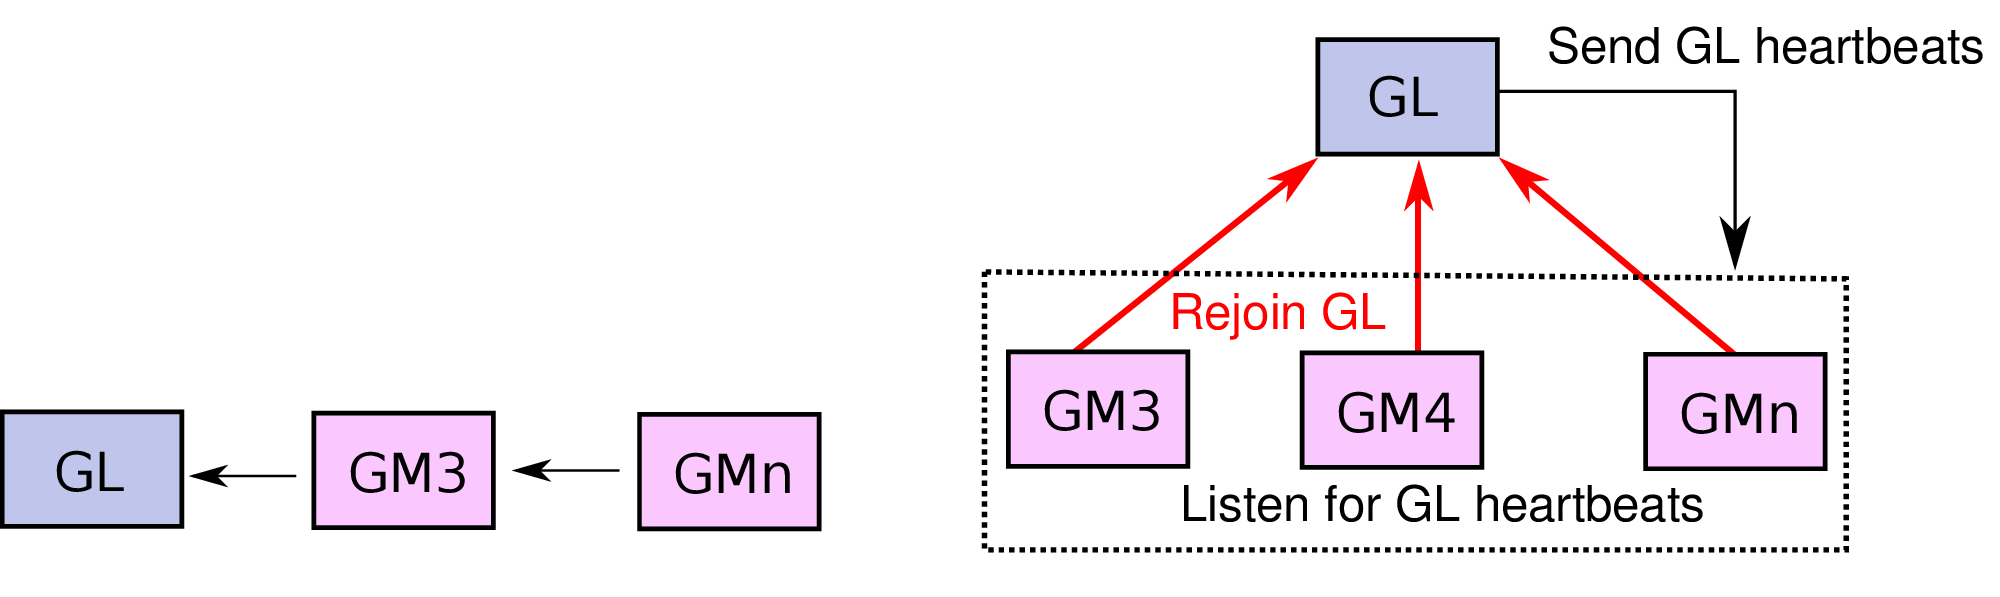 Send GL heartbeats
GL
Rejoin GL
GM3
GM4
GMn
Listen for GL heartbeats
GL
GM3
GMn